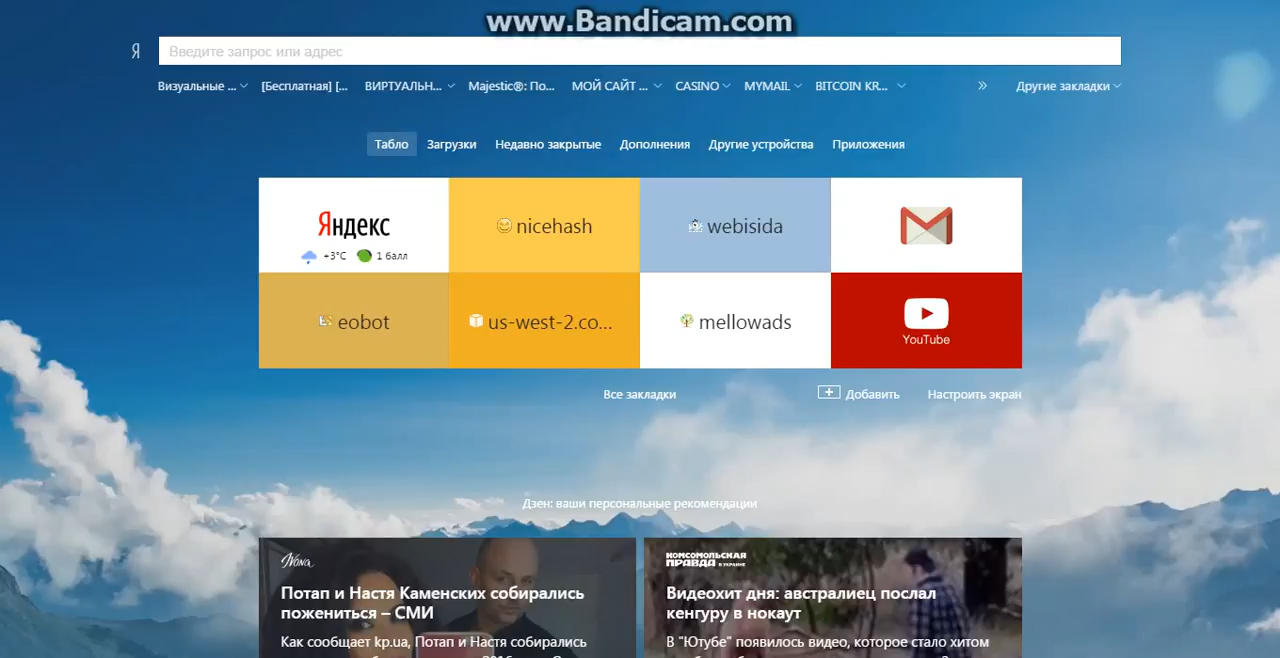 www.Bandicam.com
Я Введите запрос или адрес
Визуальные ... [Бесплатная] [... ВИРТУАЛЬН... Majestic®: По... МОЙ САЙТ ... CASINO MYMAIL BITCOIN KR... » Другие закладки
Табло Загрузки Недавно закрытые Дополнения Другие устройства Приложения
Яндекс
+3°C 1 балл
nicehash
webisida
eobot
us-west-2.co...
mellowads
YouTube
Все закладки Добавить Настроить экран
Дзен: ваши персональные рекомендации
Ivona
Потап и Настя Каменских собирались
пожениться – СМИ
Как сообщает kp.ua, Потап и Настя собирались
КОМСОМОЛЬСКАЯ
ПРАВДА В УКРАИНЕ
Видеохит дня: австралиец послал
кенгуру в нокаут
В "Ютубе" появилось видео, которое стало хитом